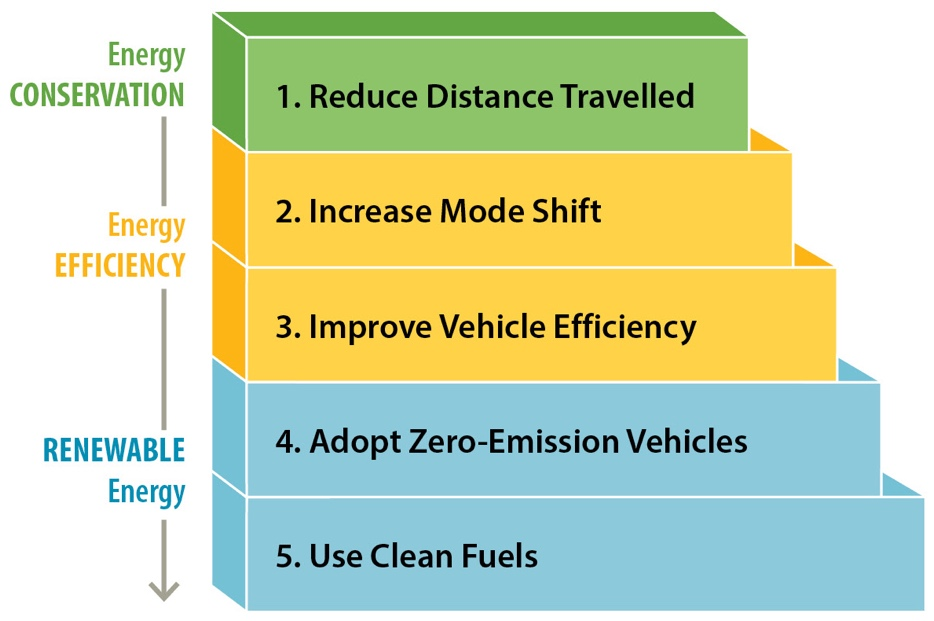 Energy
CONSERVATION
1. Reduce Distance Travelled
2. Increase Mode Shift
Energy
EFFICIENCY
3. Improve Vehicle Efficiency
4. Adopt Zero-Emission Vehicles
RENEWABLE
Energy
5. Use Clean Fuels